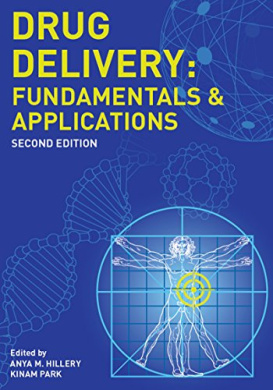 DRUG
DELIVERY:
FUNDAMENTALS &
APPLICATIONS
SECOND EDITION
Edited by
ANYA M. HILLERY
KINAM PARK